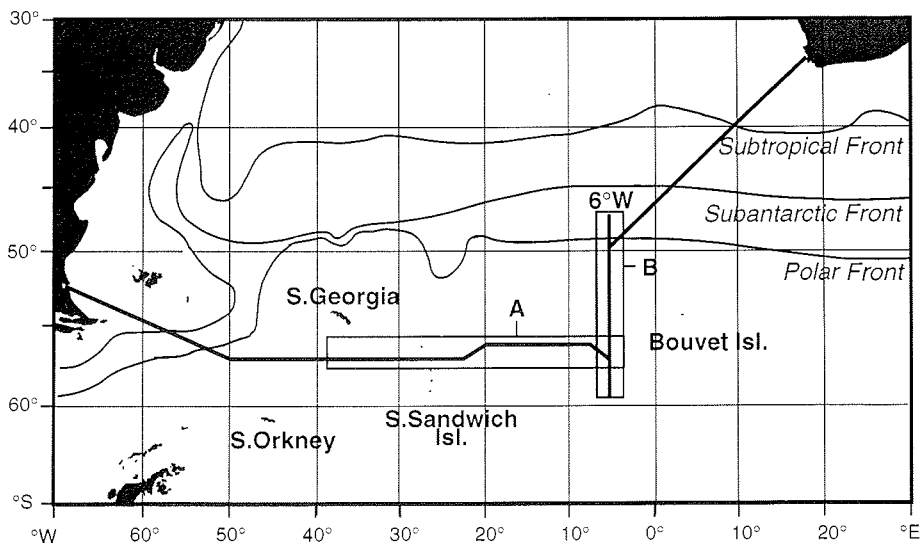 30°
40°
Subtropical Front
6°W
Subantarctic Front
50°
B
Polar Front
S.Georgia
A
Bouvet Isl.
60°
S.Sandwich
Isl.
S.Orkney
°S
°W 60° 50° 40° 30° 20° 10° 0° 10° 20° °E